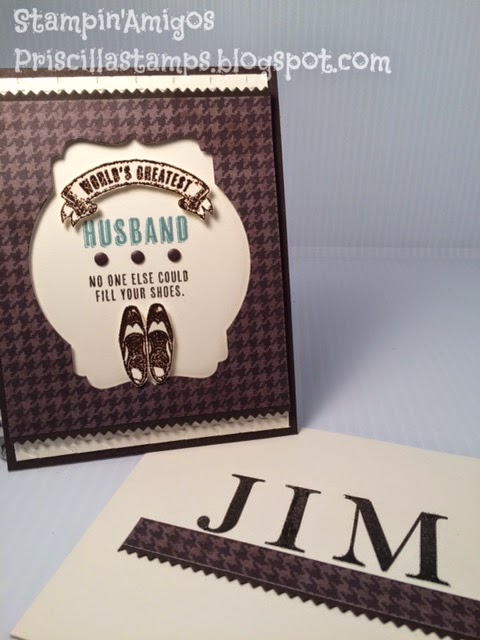 Stampin'Amigos
Priscillastamps.blogspot.com
WORLD'S GREATEST
HUSBAND
NO ONE ELSE COULD
FILL YOUR SHOES.
JIM